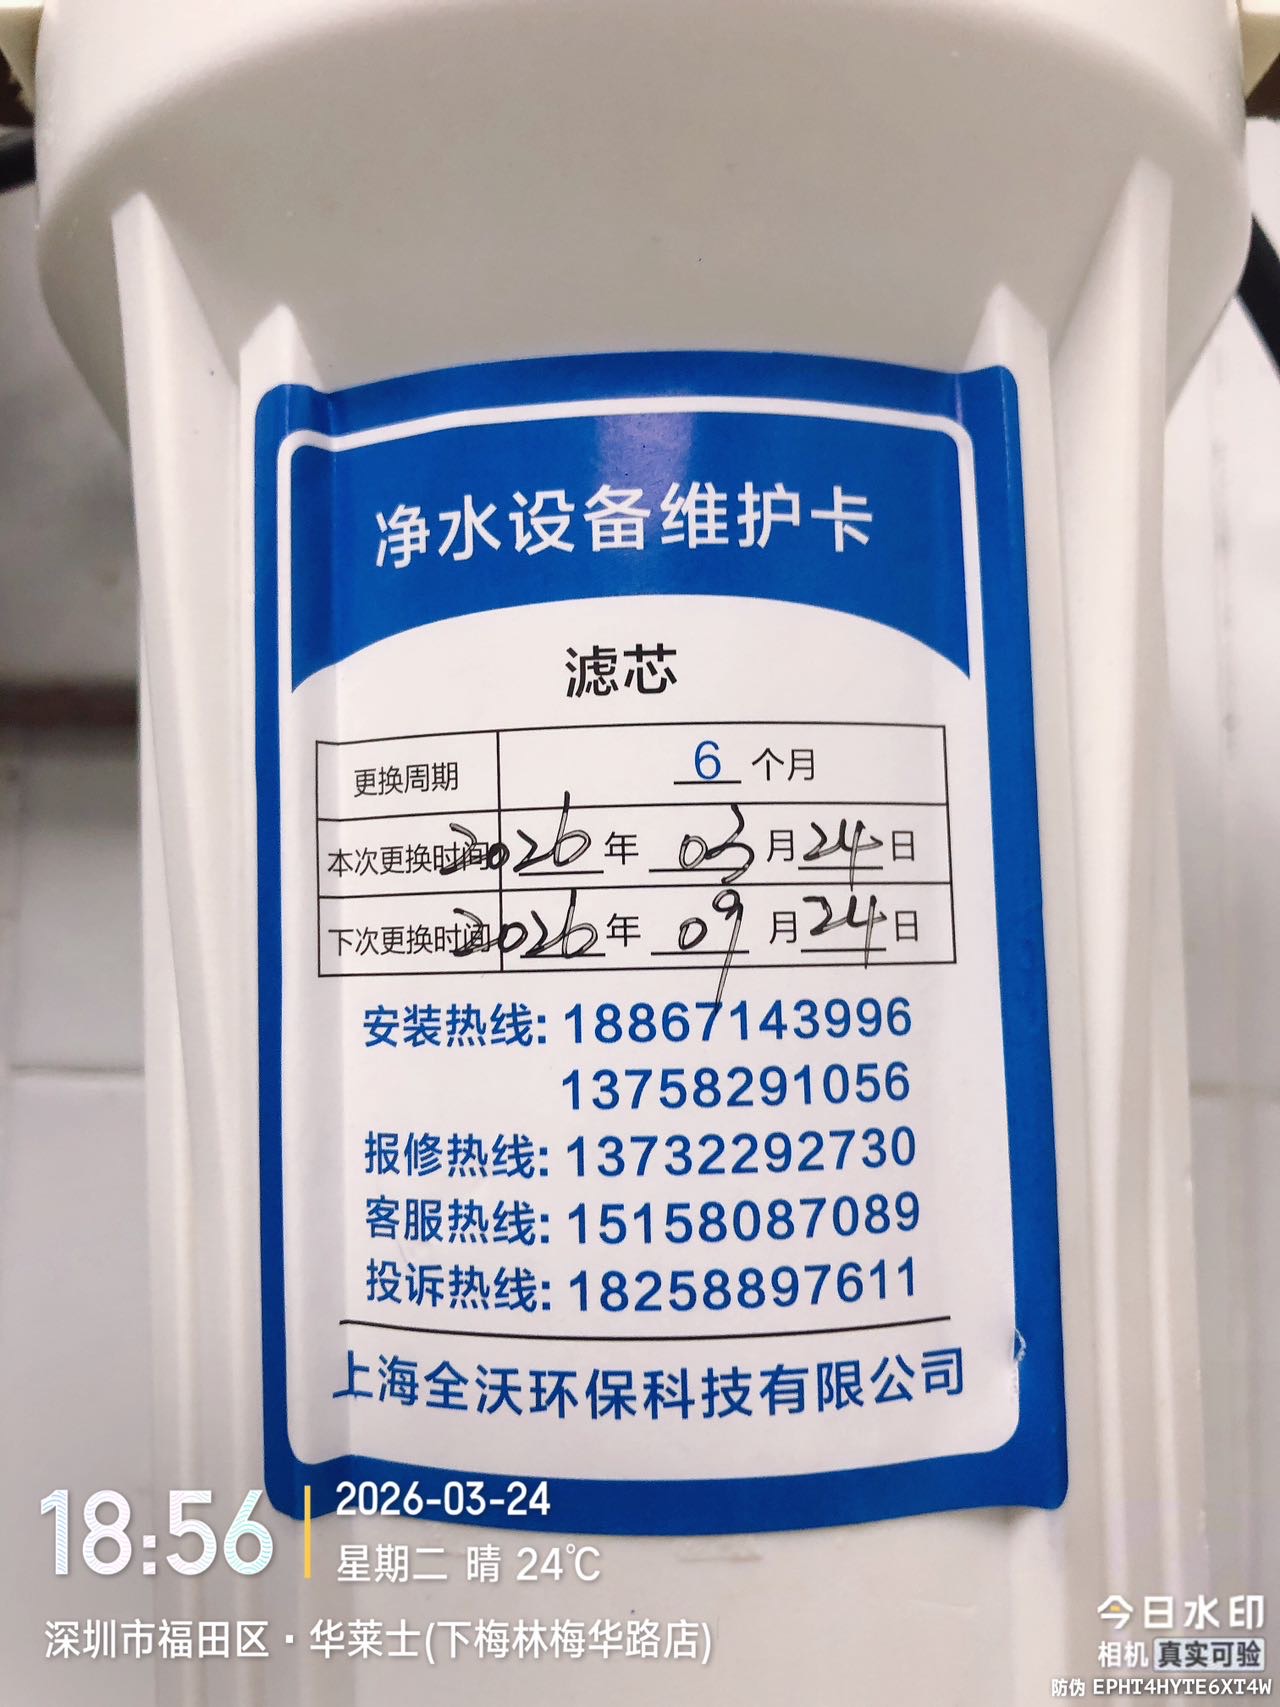 净水设备维护卡
滤芯
更换周期 6 个月
本次更换时间 2026 年 03 月 24 日
下次更换时间 2026 年 09 月 24 日
安装热线: 18867143996
13758291056
报修热线: 13732292730
客服热线: 15158087089
投诉热线: 18258897611
上海全沃环保科技有限公司
18:56
2026-03-24
星期二 晴 24℃
深圳市福田区·华莱士(下梅林梅华路店)
今日水印
相机 真实可验
防伪 EPHT4HYTE6XT4W